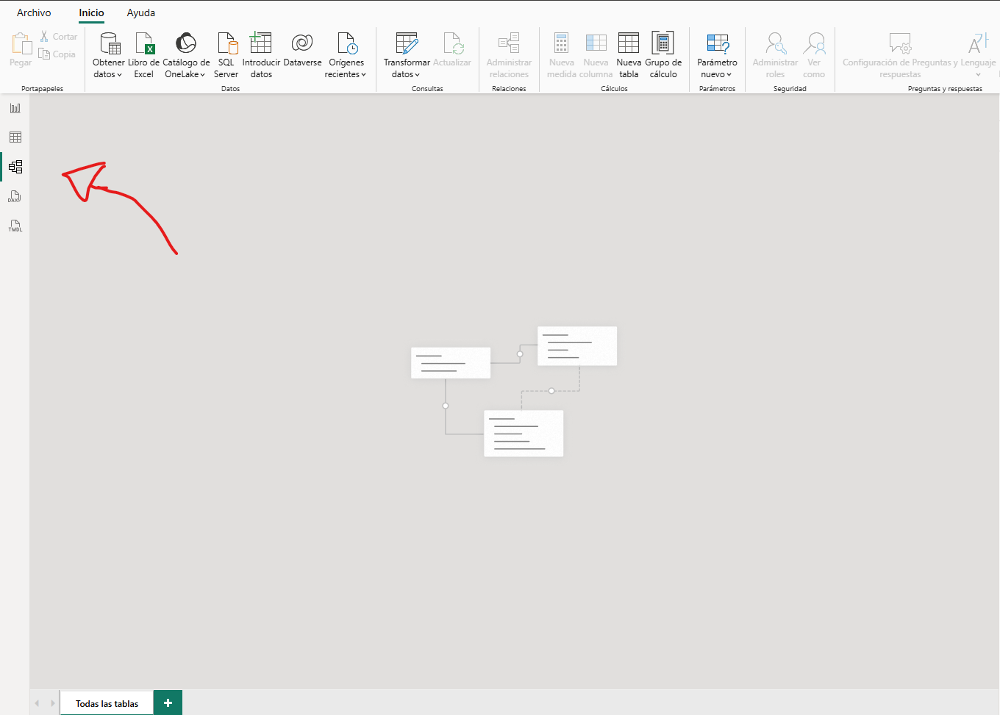 Archivo Inicio Ayuda
Pegar
Cortar
Copia
Portapapeles
Obtener datos
Libro de Excel
Catálogo de OneLake
SQL Server
Introducir datos
Dataverse
Orígenes recientes
Datos
Transformar datos
Actualizar
Consultas
Administrar relaciones
Relaciones
Nueva medida
Nueva columna
Nueva tabla
Grupo de cálculo
Cálculos
Parámetro nuevo
Parámetros
Administrar roles
Ver como
Seguridad
Configuración de Preguntas y respuestas
Lenguaje
Preguntas y respuestas
DAX
TMDL
Todas las tablas